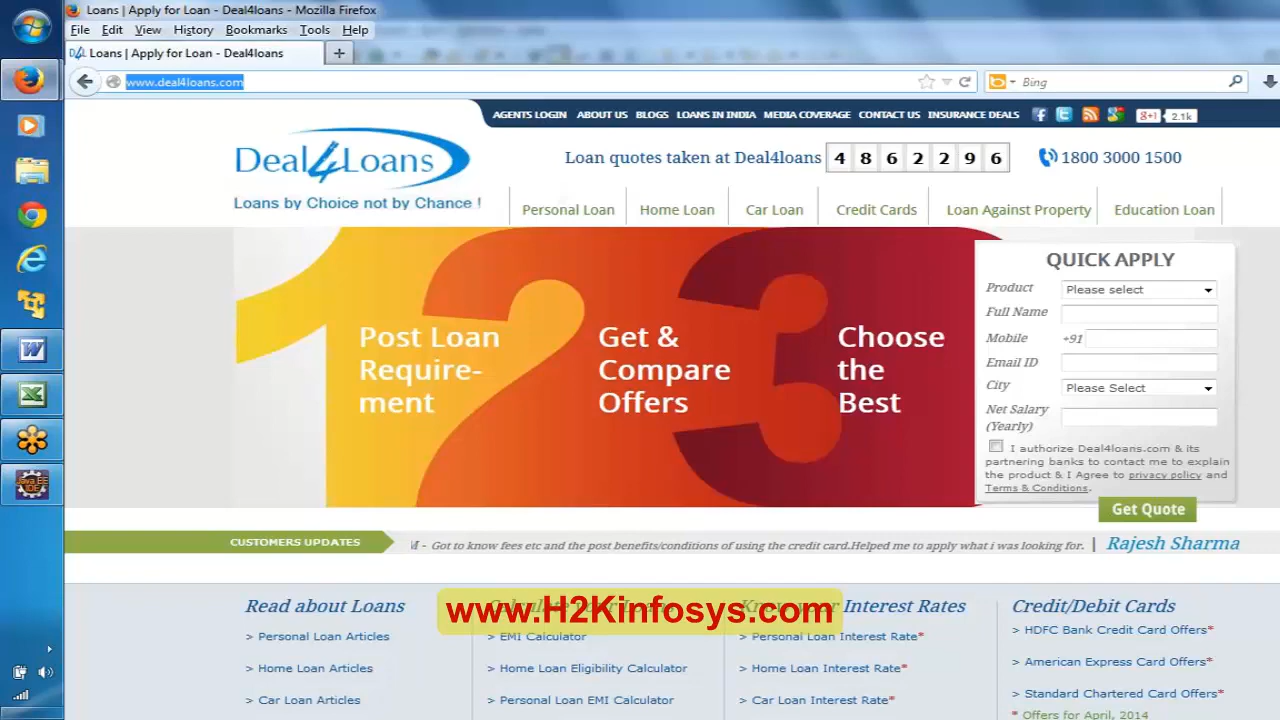 Loans | Apply for Loan - Deal4loans - Mozilla Firefox
File Edit View History Bookmarks Tools Help
Loans | Apply for Loan - Deal4loans
www.deal4loans.com
Bing
AGENTS LOGIN ABOUT US BLOGS LOANS IN INDIA MEDIA COVERAGE CONTACT US INSURANCE DEALS g+1 2.1k
Deal4Loans
Loans by Choice not by Chance !
Loan quotes taken at Deal4loans 4 8 6 2 2 9 6 1800 3000 1500
Personal Loan Home Loan Car Loan Credit Cards Loan Against Property Education Loan
1 2 3
Post Loan
Require-
ment
Get &
Compare
Offers
Choose
the
Best
QUICK APPLY
Product Please select
Full Name
Mobile +91
Email ID
City Please Select
Net Salary
(Yearly)
I authorize Deal4loans.com & its
partnering banks to contact me to explain
the product & I Agree to privacy policy and
Terms & Conditions.
Get Quote
CUSTOMERS UPDATES
- Got to know fees etc and the post benefits/conditions of using the credit card.Helped me to apply what i was looking for. | Rajesh Sharma
www.H2Kinfosys.com
Read about Loans
> Personal Loan Articles
> Home Loan Articles
> Car Loan Articles
> EMI Calculator
> Home Loan Eligibility Calculator
> Personal Loan EMI Calculator
Interest Rates
> Personal Loan Interest Rate*
> Home Loan Interest Rate*
> Car Loan Interest Rate*
Credit/Debit Cards
> HDFC Bank Credit Card Offers*
> American Express Card Offers*
> Standard Chartered Card Offers*
* Offers for April, 2014